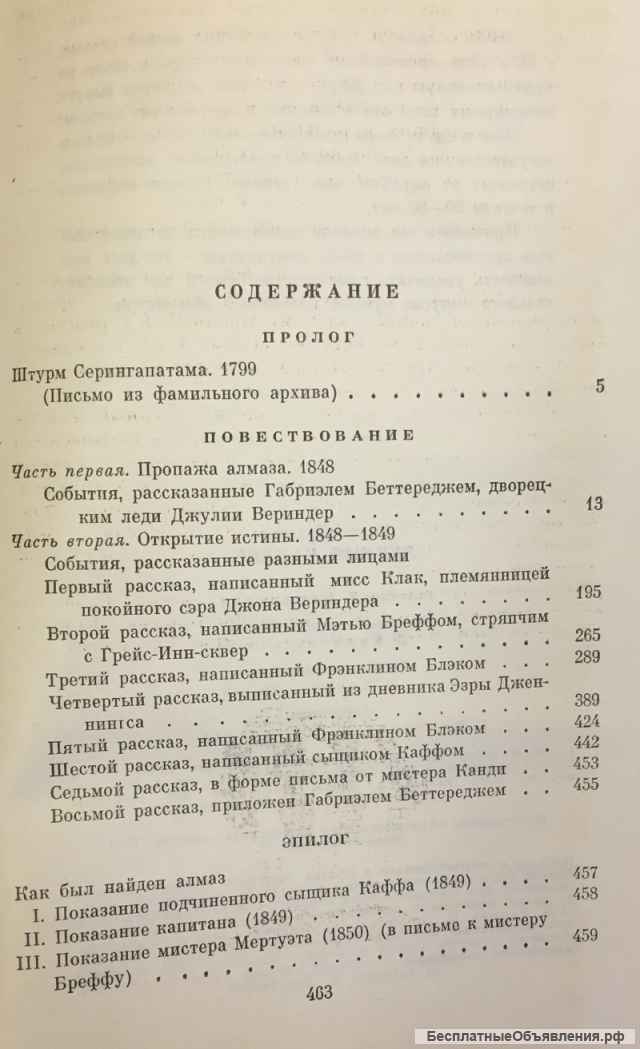 СОДЕРЖАНИЕ
ПРОЛОГ
Штурм Серингапатама. 1799
(Письмо из фамильного архива) . . . . . . . . . . 5
ПОВЕСТВОВАНИЕ
Часть первая. Пропажа алмаза. 1848
События, рассказанные Габриэлем Беттереджем, дворец-
ким леди Джулии Вериндер . . . . . . . . . . 13
Часть вторая. Открытие истины. 1848—1849
События, рассказанные разными лицами
Первый рассказ, написанный мисс Клак, племянницей
покойного сэра Джона Вериндера . . . . . . . . 195
Второй рассказ, написанный Мэтью Бреффом, стряпчим
с Грейс-Инн-сквер . . . . . . . . . . . . . 265
Третий рассказ, написанный Фрэнклином Блэком . . . 289
Четвертый рассказ, выписанный из дневника Эзры Джен-
нингса . . . . . . . . . . . . . . . . 389
Пятый рассказ, написанный Фрэнклином Блэком . . . 424
Шестой рассказ, написанный сыщиком Каффом . . . . 442
Седьмой рассказ, в форме письма от мистера Канди . . 453
Восьмой рассказ, приложен Габриэлем Беттереджем . . 455
ЭПИЛОГ
Как был найден алмаз
I. Показание подчиненного сыщика Каффа (1849) . . . . 457
II. Показание капитана (1849) . . . . . . . . . . . 458
III. Показание мистера Мертуэта (1850) (в письме к мистеру
Бреффу) . . . . . . . . . . . . . . . . . 459
463
БесплатныеОбъявления.рф